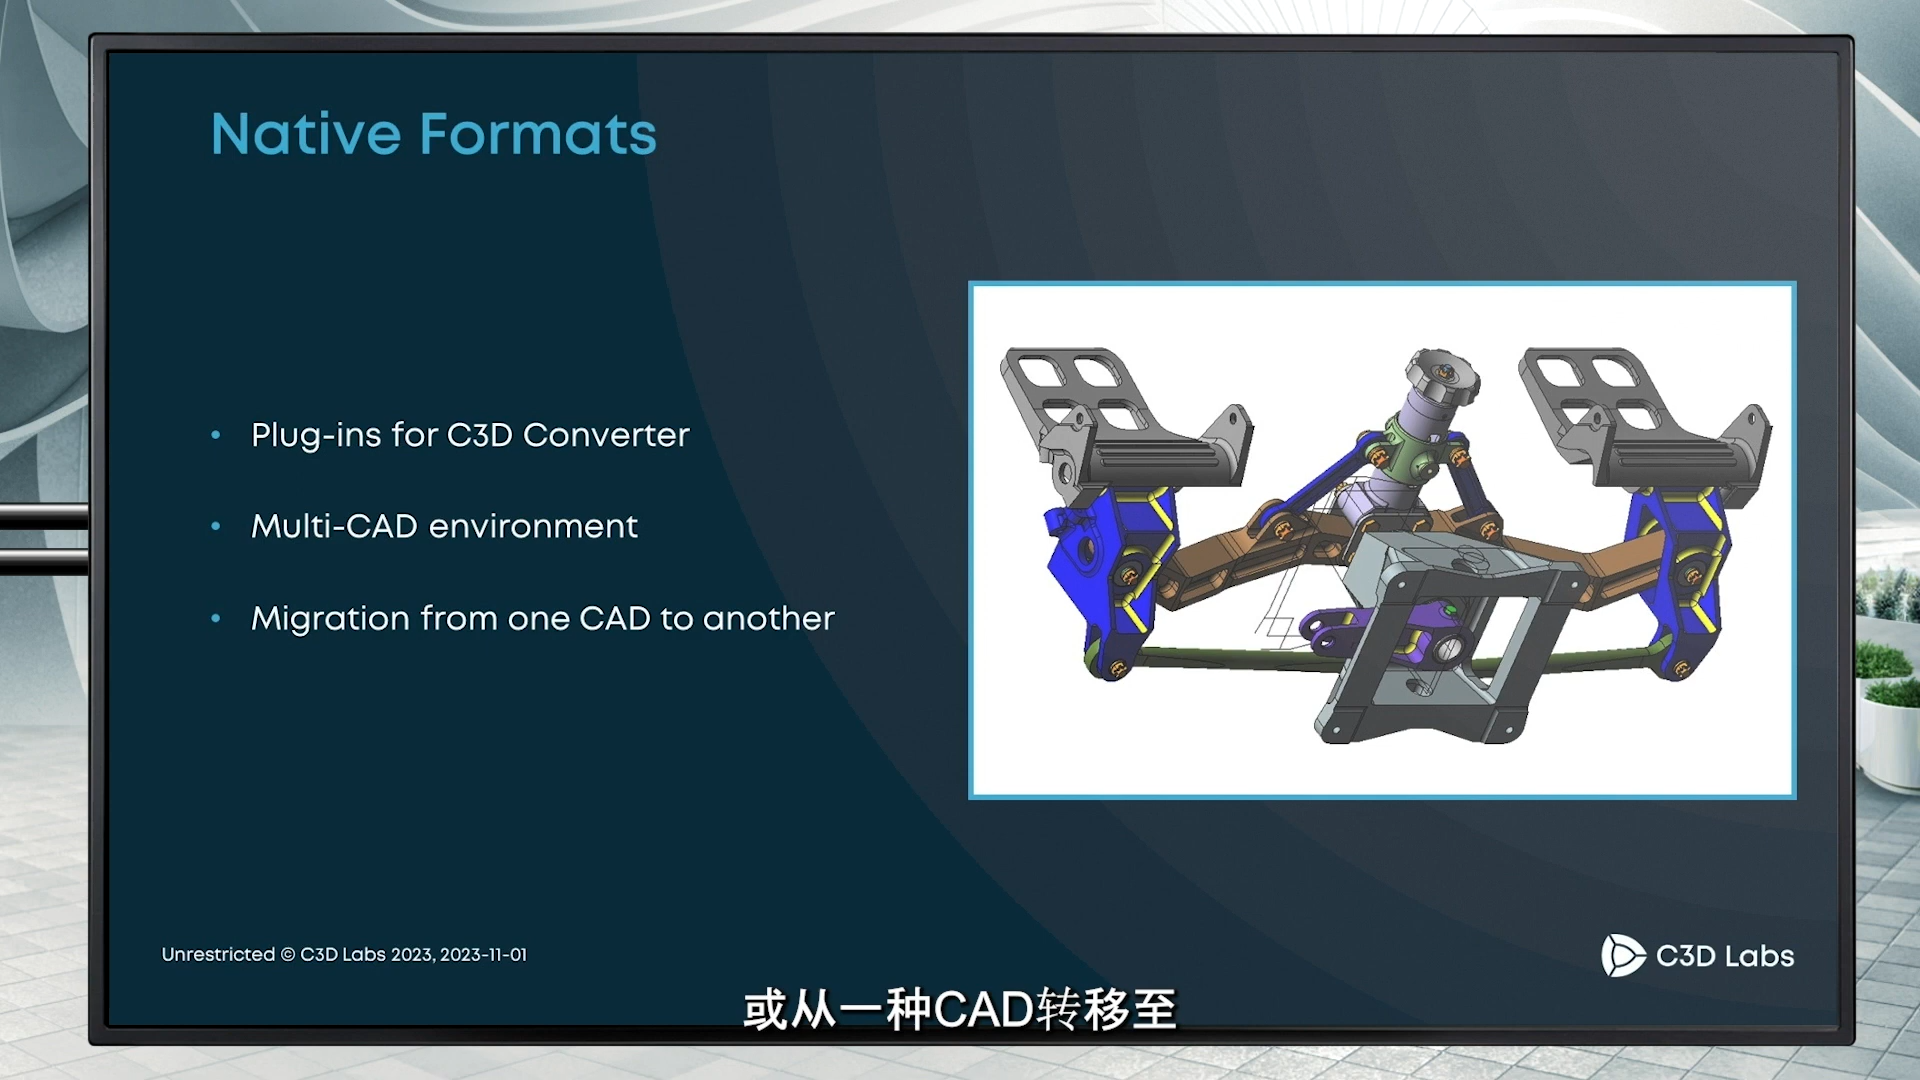 Native Formats
• Plug-ins for C3D Converter
• Multi-CAD environment
• Migration from one CAD to another
Unrestricted © C3D Labs 2023, 2023-11-01
C3D Labs
或从一种CAD转移至